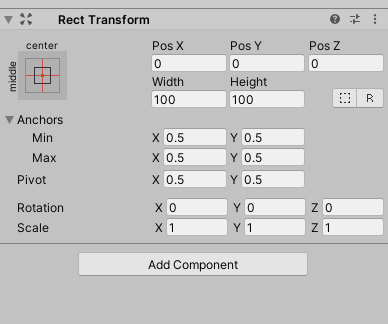 Rect Transform
center
middle
Pos X Pos Y Pos Z
0 0 0
Width Height
100 100 R
Anchors
Min X 0.5 Y 0.5
Max X 0.5 Y 0.5
Pivot X 0.5 Y 0.5
Rotation X 0 Y 0 Z 0
Scale X 1 Y 1 Z 1
Add Component